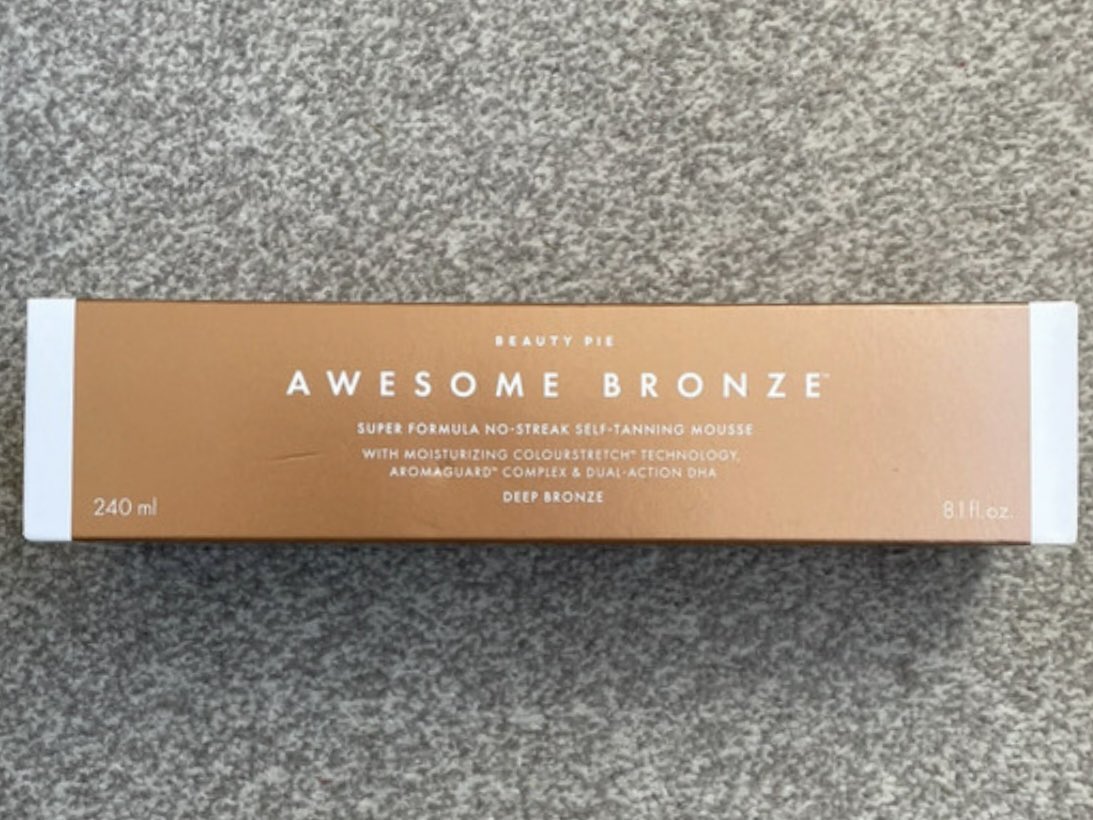 BEAUTY PIE
AWESOME BRONZE™
SUPER FORMULA NO-STREAK SELF-TANNING MOUSSE
WITH MOISTURIZING COLOURSTRETCH™ TECHNOLOGY,
AROMAGUARD™ COMPLEX & DUAL-ACTION DHA
DEEP BRONZE
240 ml
8.1 fl. oz.